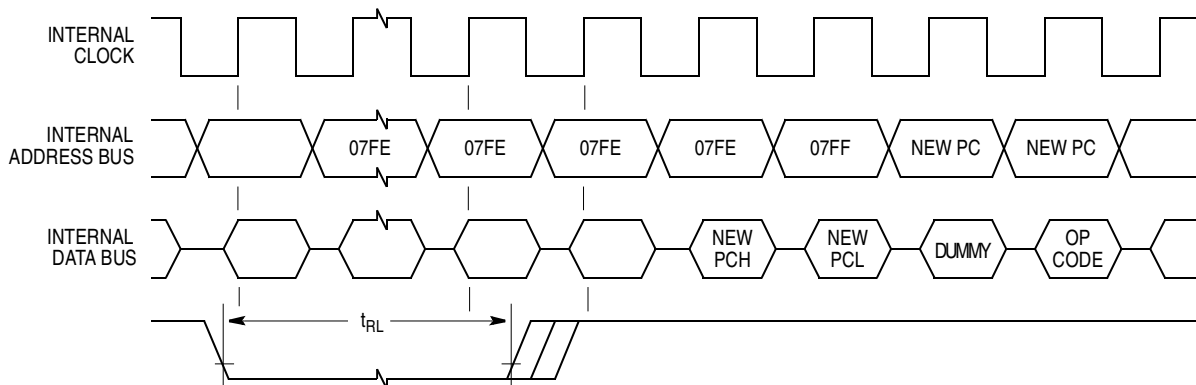 INTERNAL
CLOCK
INTERNAL
ADDRESS BUS
07FE
07FE
07FE
07FE
07FF
NEW PC
NEW PC
INTERNAL
DATA BUS
NEW
PCH
NEW
PCL
DUMMY
OP
CODE
tRL